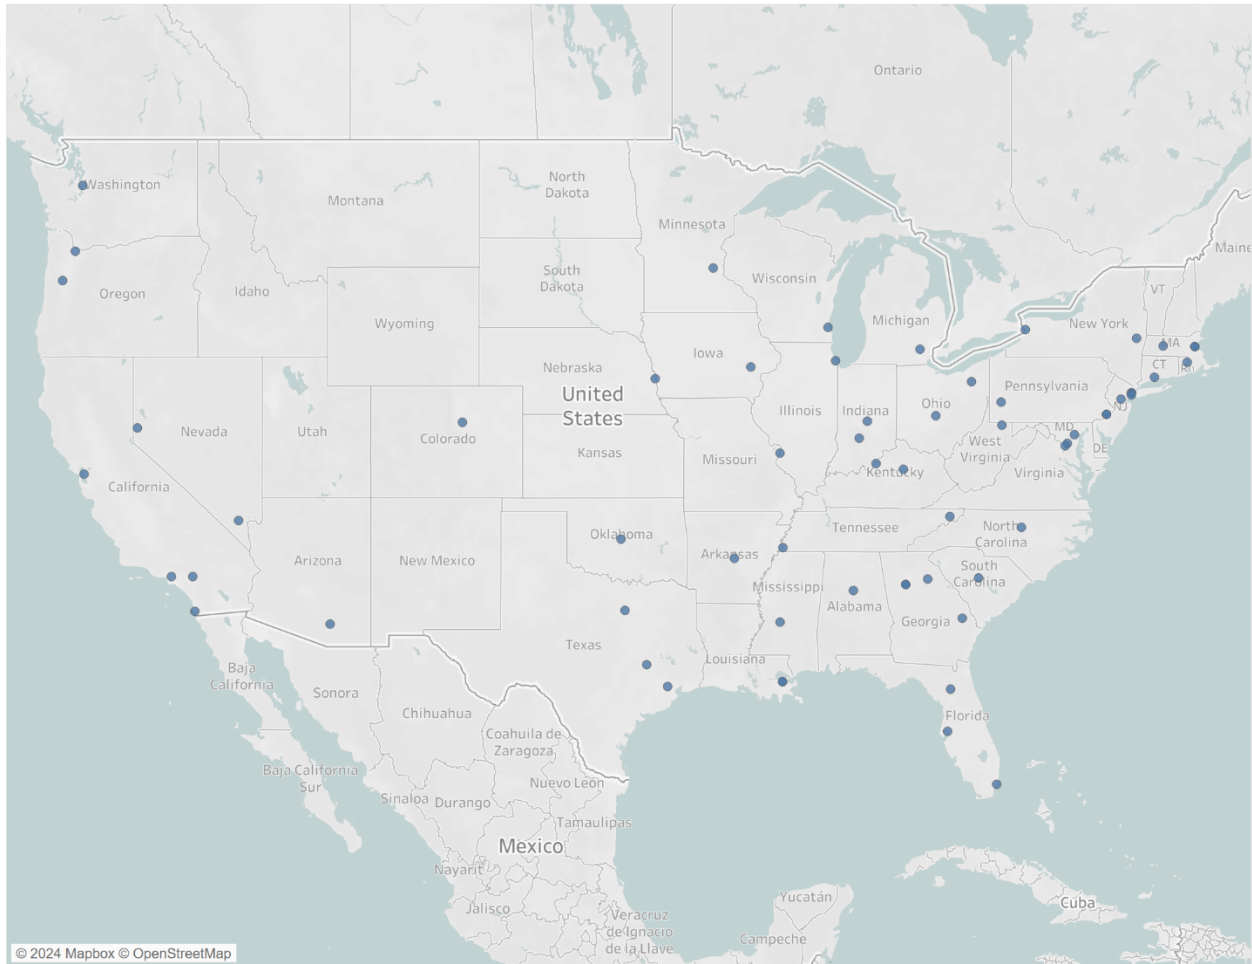 Ontario
Washington
North
Dakota
Montana
Minnesota
Maine
South
Dakota
Wisconsin
VT
Oregon
Idaho
Michigan
New York
Wyoming
MA
Iowa
Nebraska
CT
RI
Pennsylvania
United
States
Ohio
NJ
Illinois
Indiana
Nevada
Utah
Colorado
MD
West
Virginia
DE
Kansas
Missouri
Virginia
Kentucky
California
Tennessee
North
Carolina
Oklahoma
Arkansas
Arizona
New Mexico
South
Carolina
Mississippi
Alabama
Georgia
Texas
Louisiana
Baja
California
Sonora
Chihuahua
Florida
Coahuila de
Zaragoza
Baja California
Sur
Nuevo León
Sinaloa
Durango
Tamaulipas
Mexico
Nayarit
Yucatán
Cuba
Jalisco
Veracruz
de Ignacio
de la Llave
Campeche
© 2024 Mapbox © OpenStreetMap